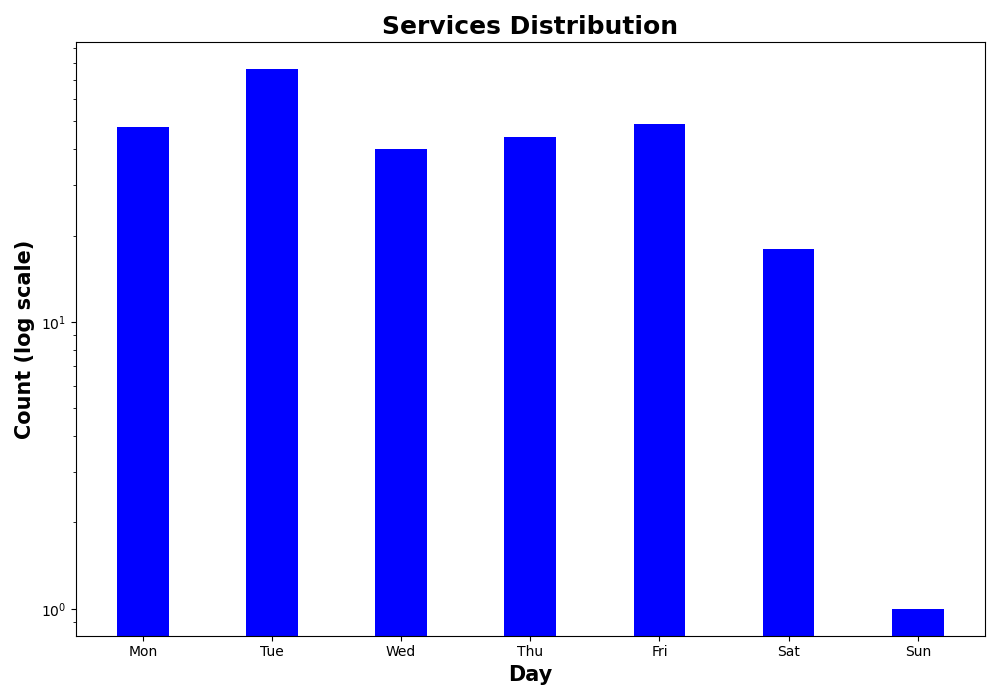 Services Distribution
Count (log scale)
10¹
10⁰
Mon Tue Wed Thu Fri Sat Sun
Day